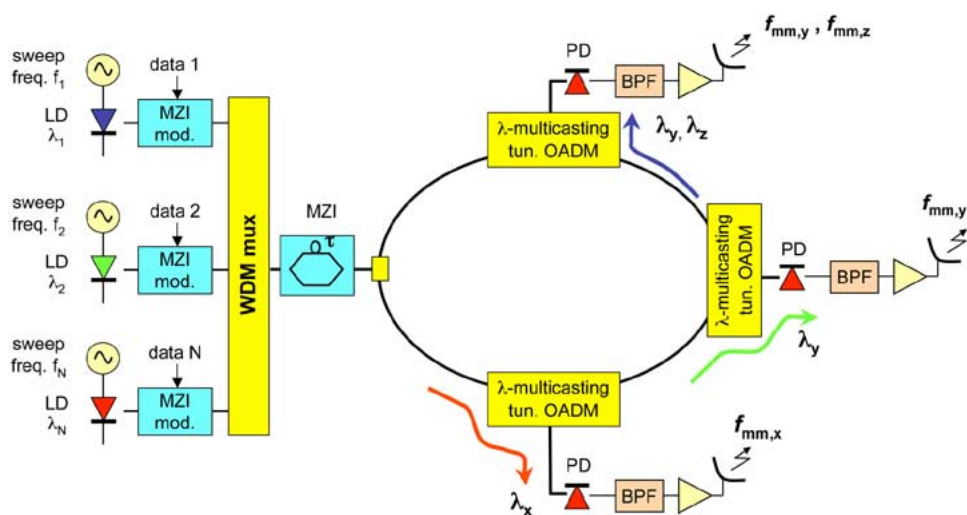 sweep
freq. f1
data 1
LD
λ1
MZI
mod.
sweep
freq. f2
data 2
LD
λ2
MZI
mod.
sweep
freq. fN
data N
LD
λN
MZI
mod.
WDM mux
MZI
τ
λ-multicasting
tun. OADM
PD
BPF
fmm,y , fmm,z
λy, λz
λ-multicasting
tun. OADM
PD
BPF
fmm,y
λy
λ-multicasting
tun. OADM
PD
BPF
fmm,x
λx